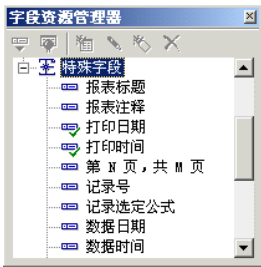 字段资源管理器
特殊字段
报表标题
报表注释
打印日期
打印时间
第 N 页，共 M 页
记录号
记录选定公式
数据日期
数据时间